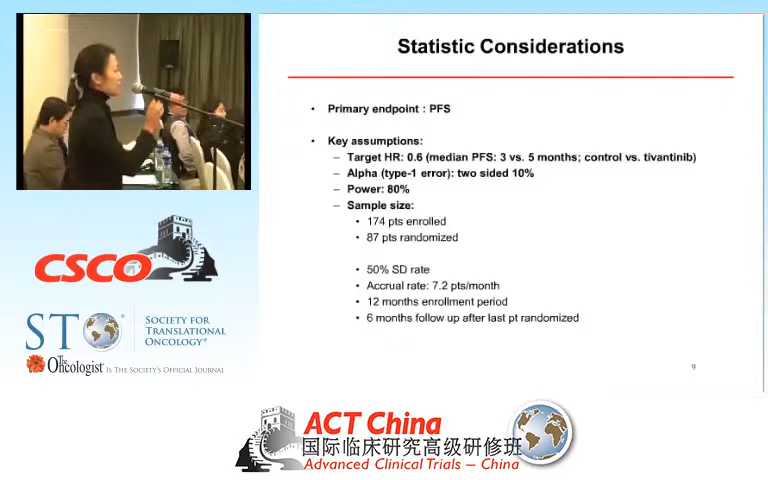 Statistic Considerations
• Primary endpoint : PFS
• Key assumptions:
– Target HR: 0.6 (median PFS: 3 vs. 5 months; control vs. tivantinib)
– Alpha (type-1 error): two sided 10%
– Power: 80%
– Sample size:
• 174 pts enrolled
• 87 pts randomized
• 50% SD rate
• Accrual rate: 7.2 pts/month
• 12 months enrollment period
• 6 months follow up after last pt randomized
9
CSCO
STO®
SOCIETY FOR
TRANSLATIONAL
ONCOLOGY®
The Oncologist® IS THE SOCIETY'S OFFICIAL JOURNAL
ACT China
国际临床研究高级研修班
Advanced Clinical Trials – China